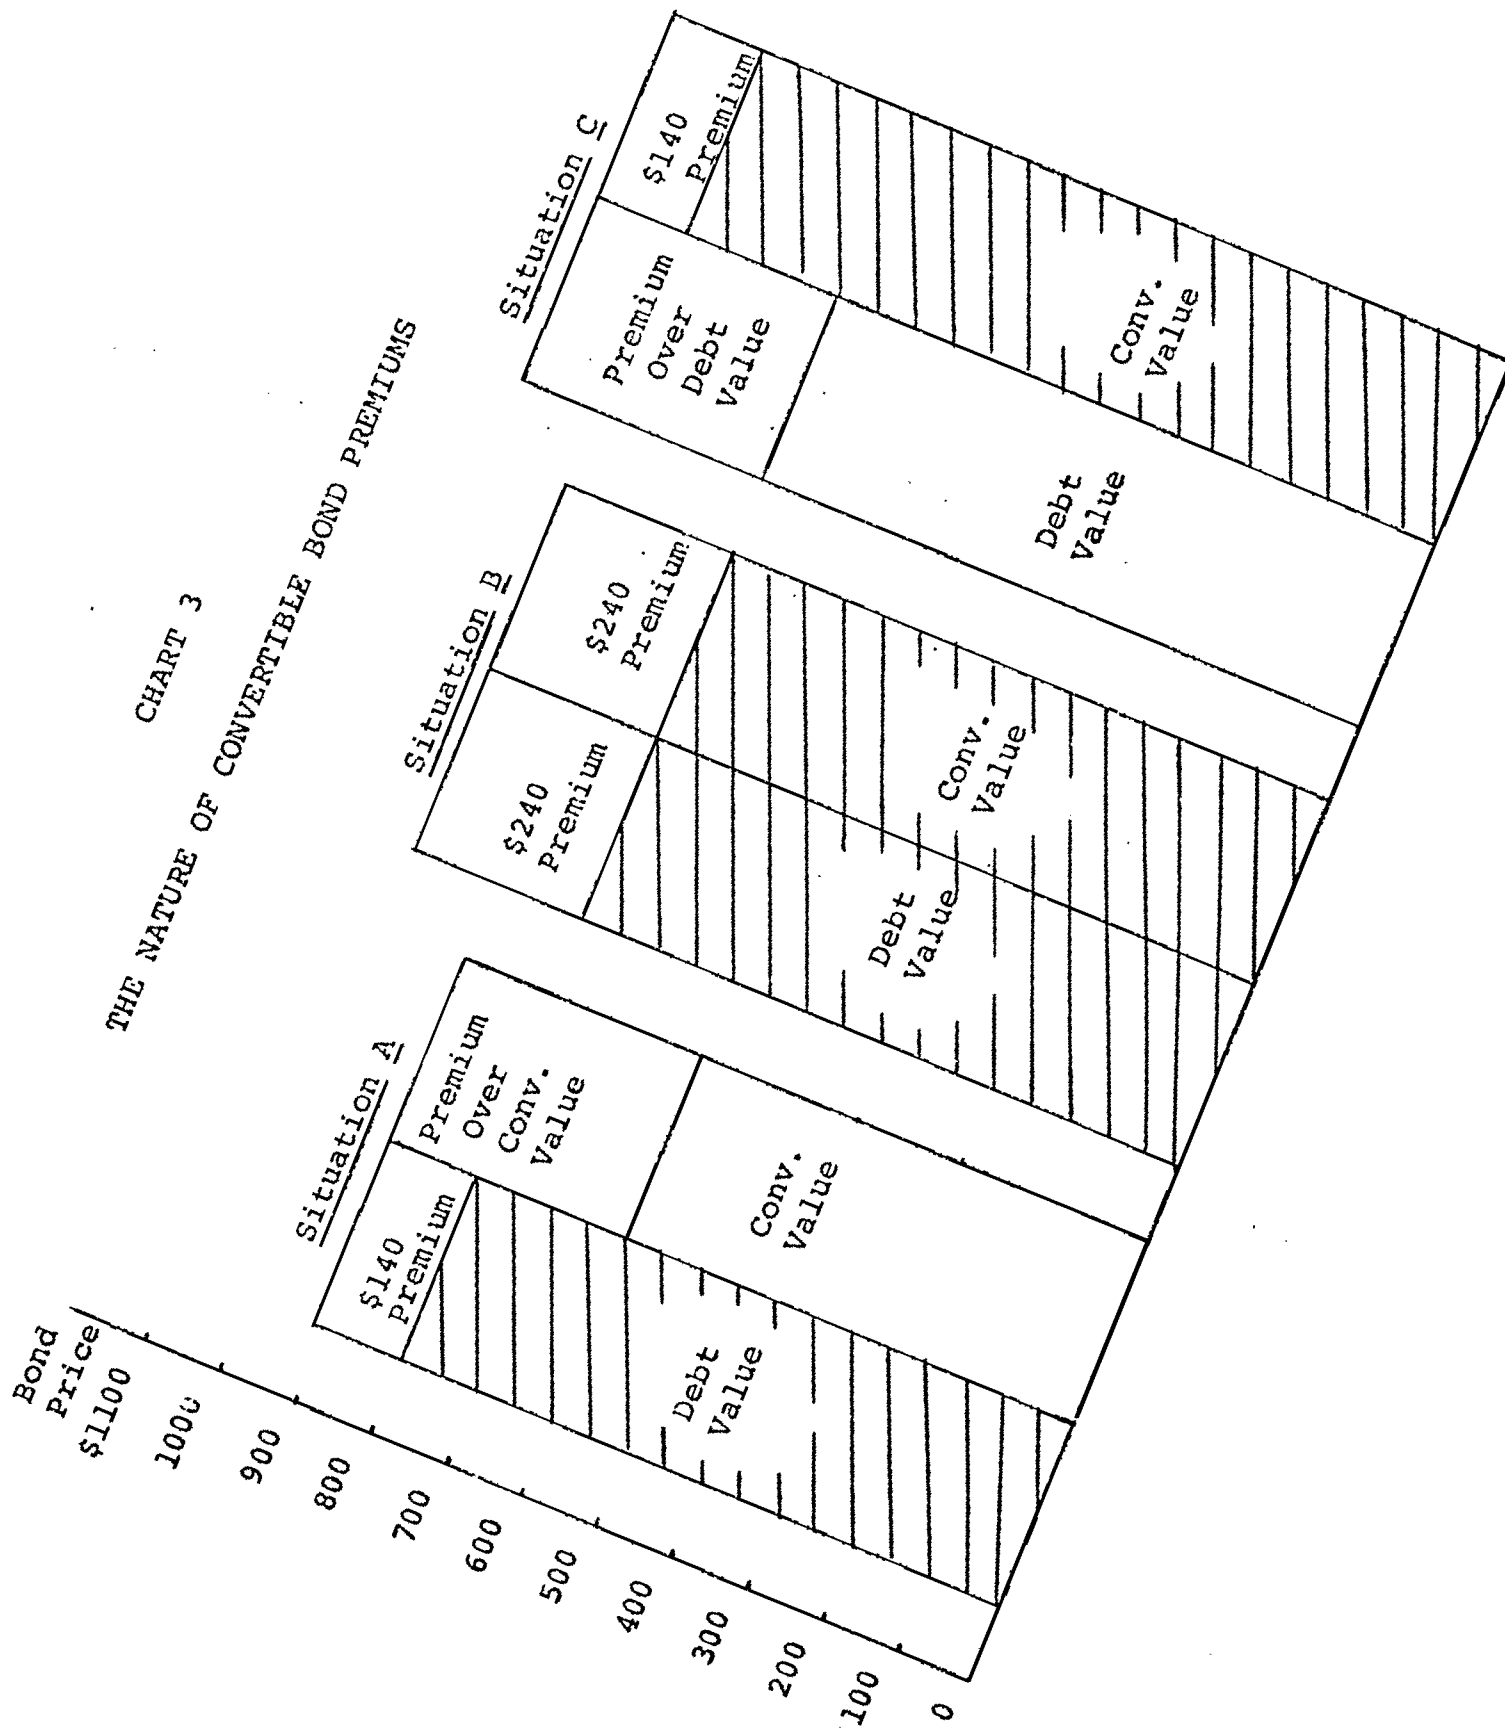 CHART 3
THE NATURE OF CONVERTIBLE BOND PREMIUMS
Bond
Price
$1100
1000
900
800
700
600
500
400
300
200
100
0
Situation A
$140
Premium
Debt
Value
Premium
Over
Conv.
Value
Conv.
Value
Situation B
$240
Premium
Debt
Value
$240
Premium
Conv.
Value
Situation C
Premium
Over
Debt
Value
Debt
Value
$140
Premium
Conv.
Value